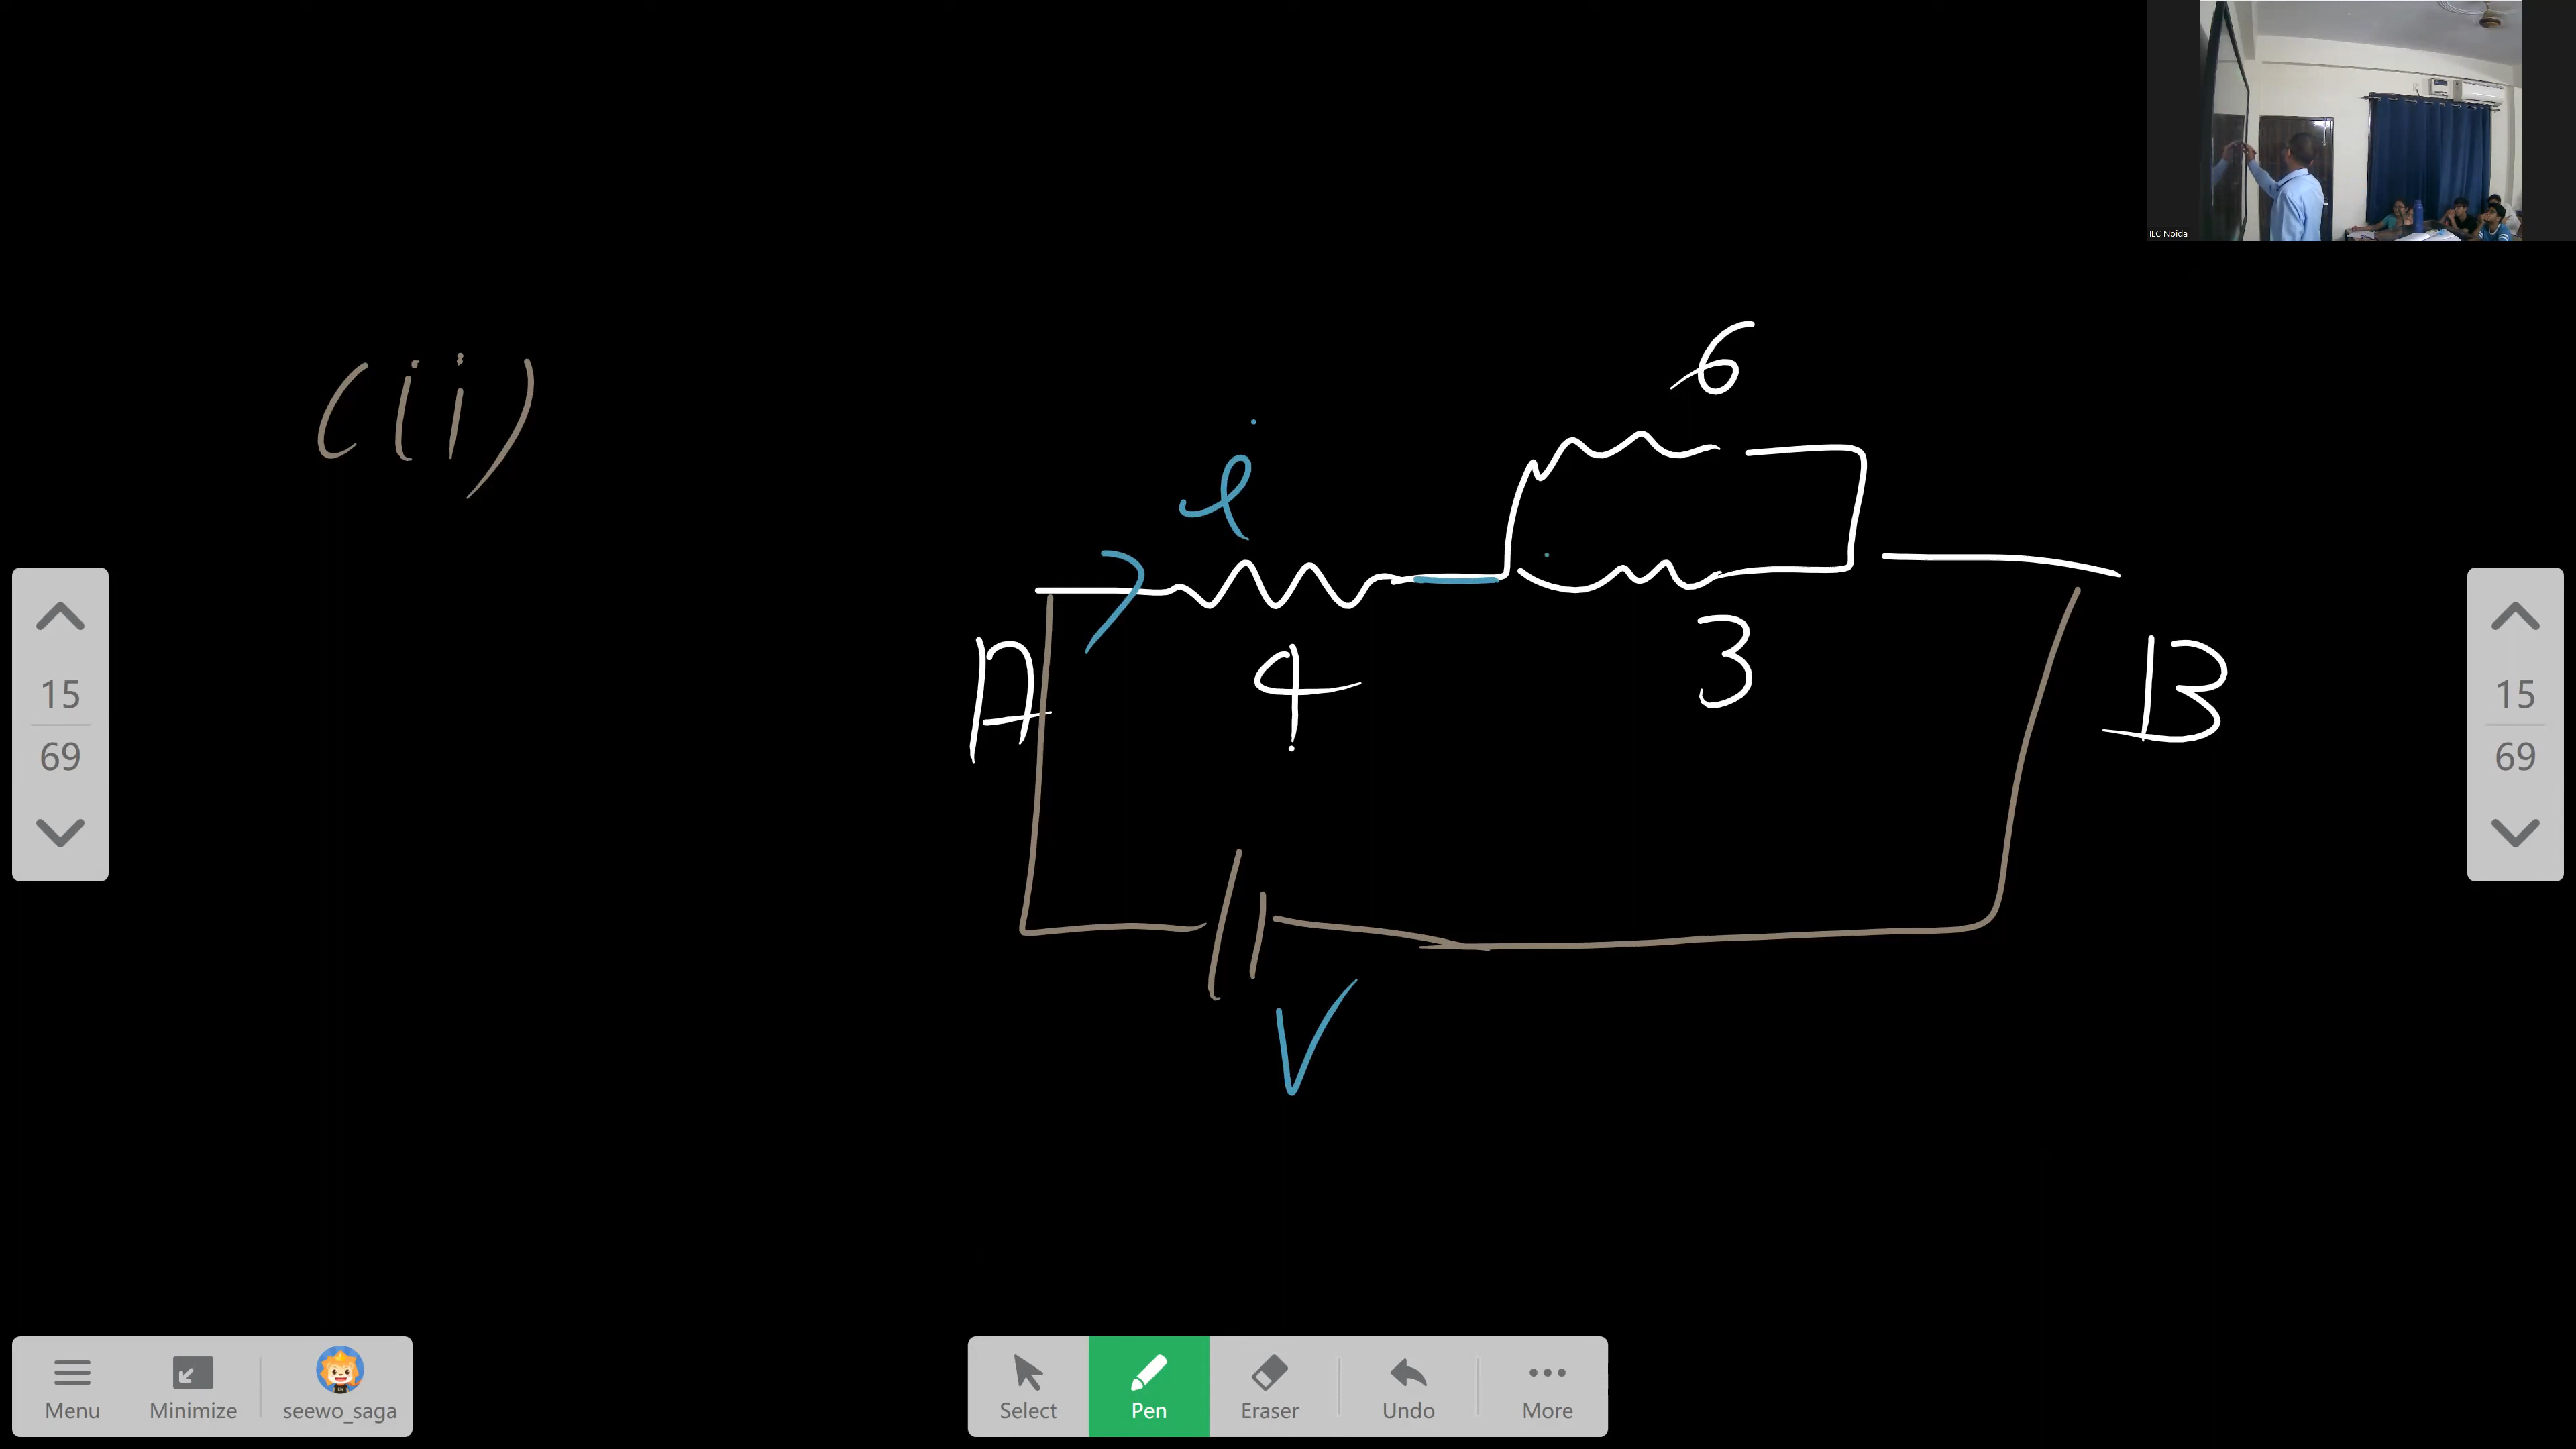 ILC Noida
(ii)
6
i
A
4
3
B
V
15
69
15
69
Menu
Minimize
seewo_saga
Select
Pen
Eraser
Undo
More